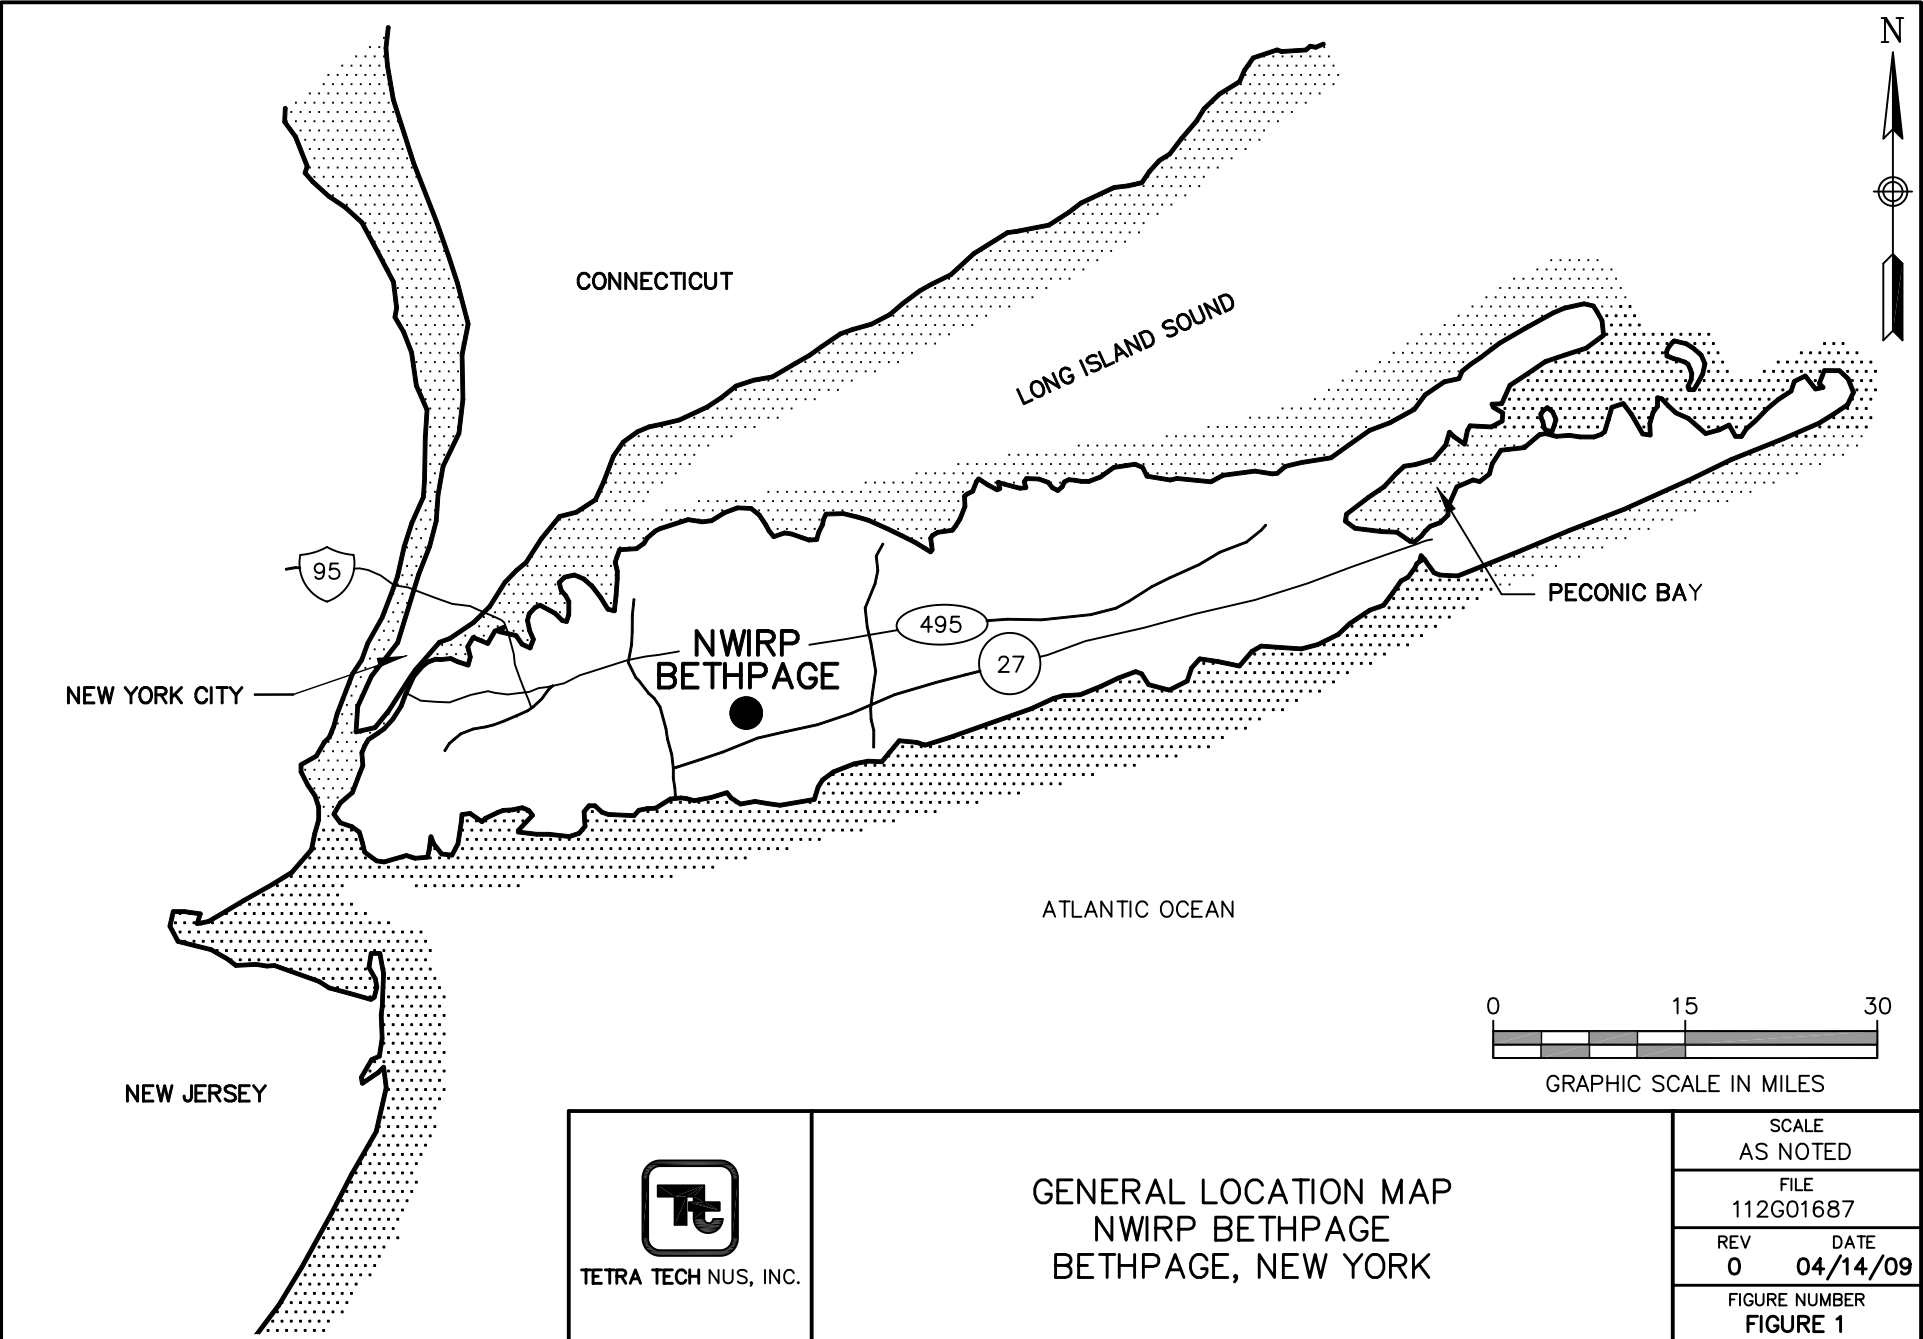 N
CONNECTICUT
LONG ISLAND SOUND
95
495
27
NWIRP
BETHPAGE
PECONIC BAY
NEW YORK CITY
ATLANTIC OCEAN
NEW JERSEY
0 15 30
GRAPHIC SCALE IN MILES
Tt
TETRA TECH NUS, INC.
GENERAL LOCATION MAP
NWIRP BETHPAGE
BETHPAGE, NEW YORK
SCALE
AS NOTED
FILE
112G01687
REV DATE
0 04/14/09
FIGURE NUMBER
FIGURE 1